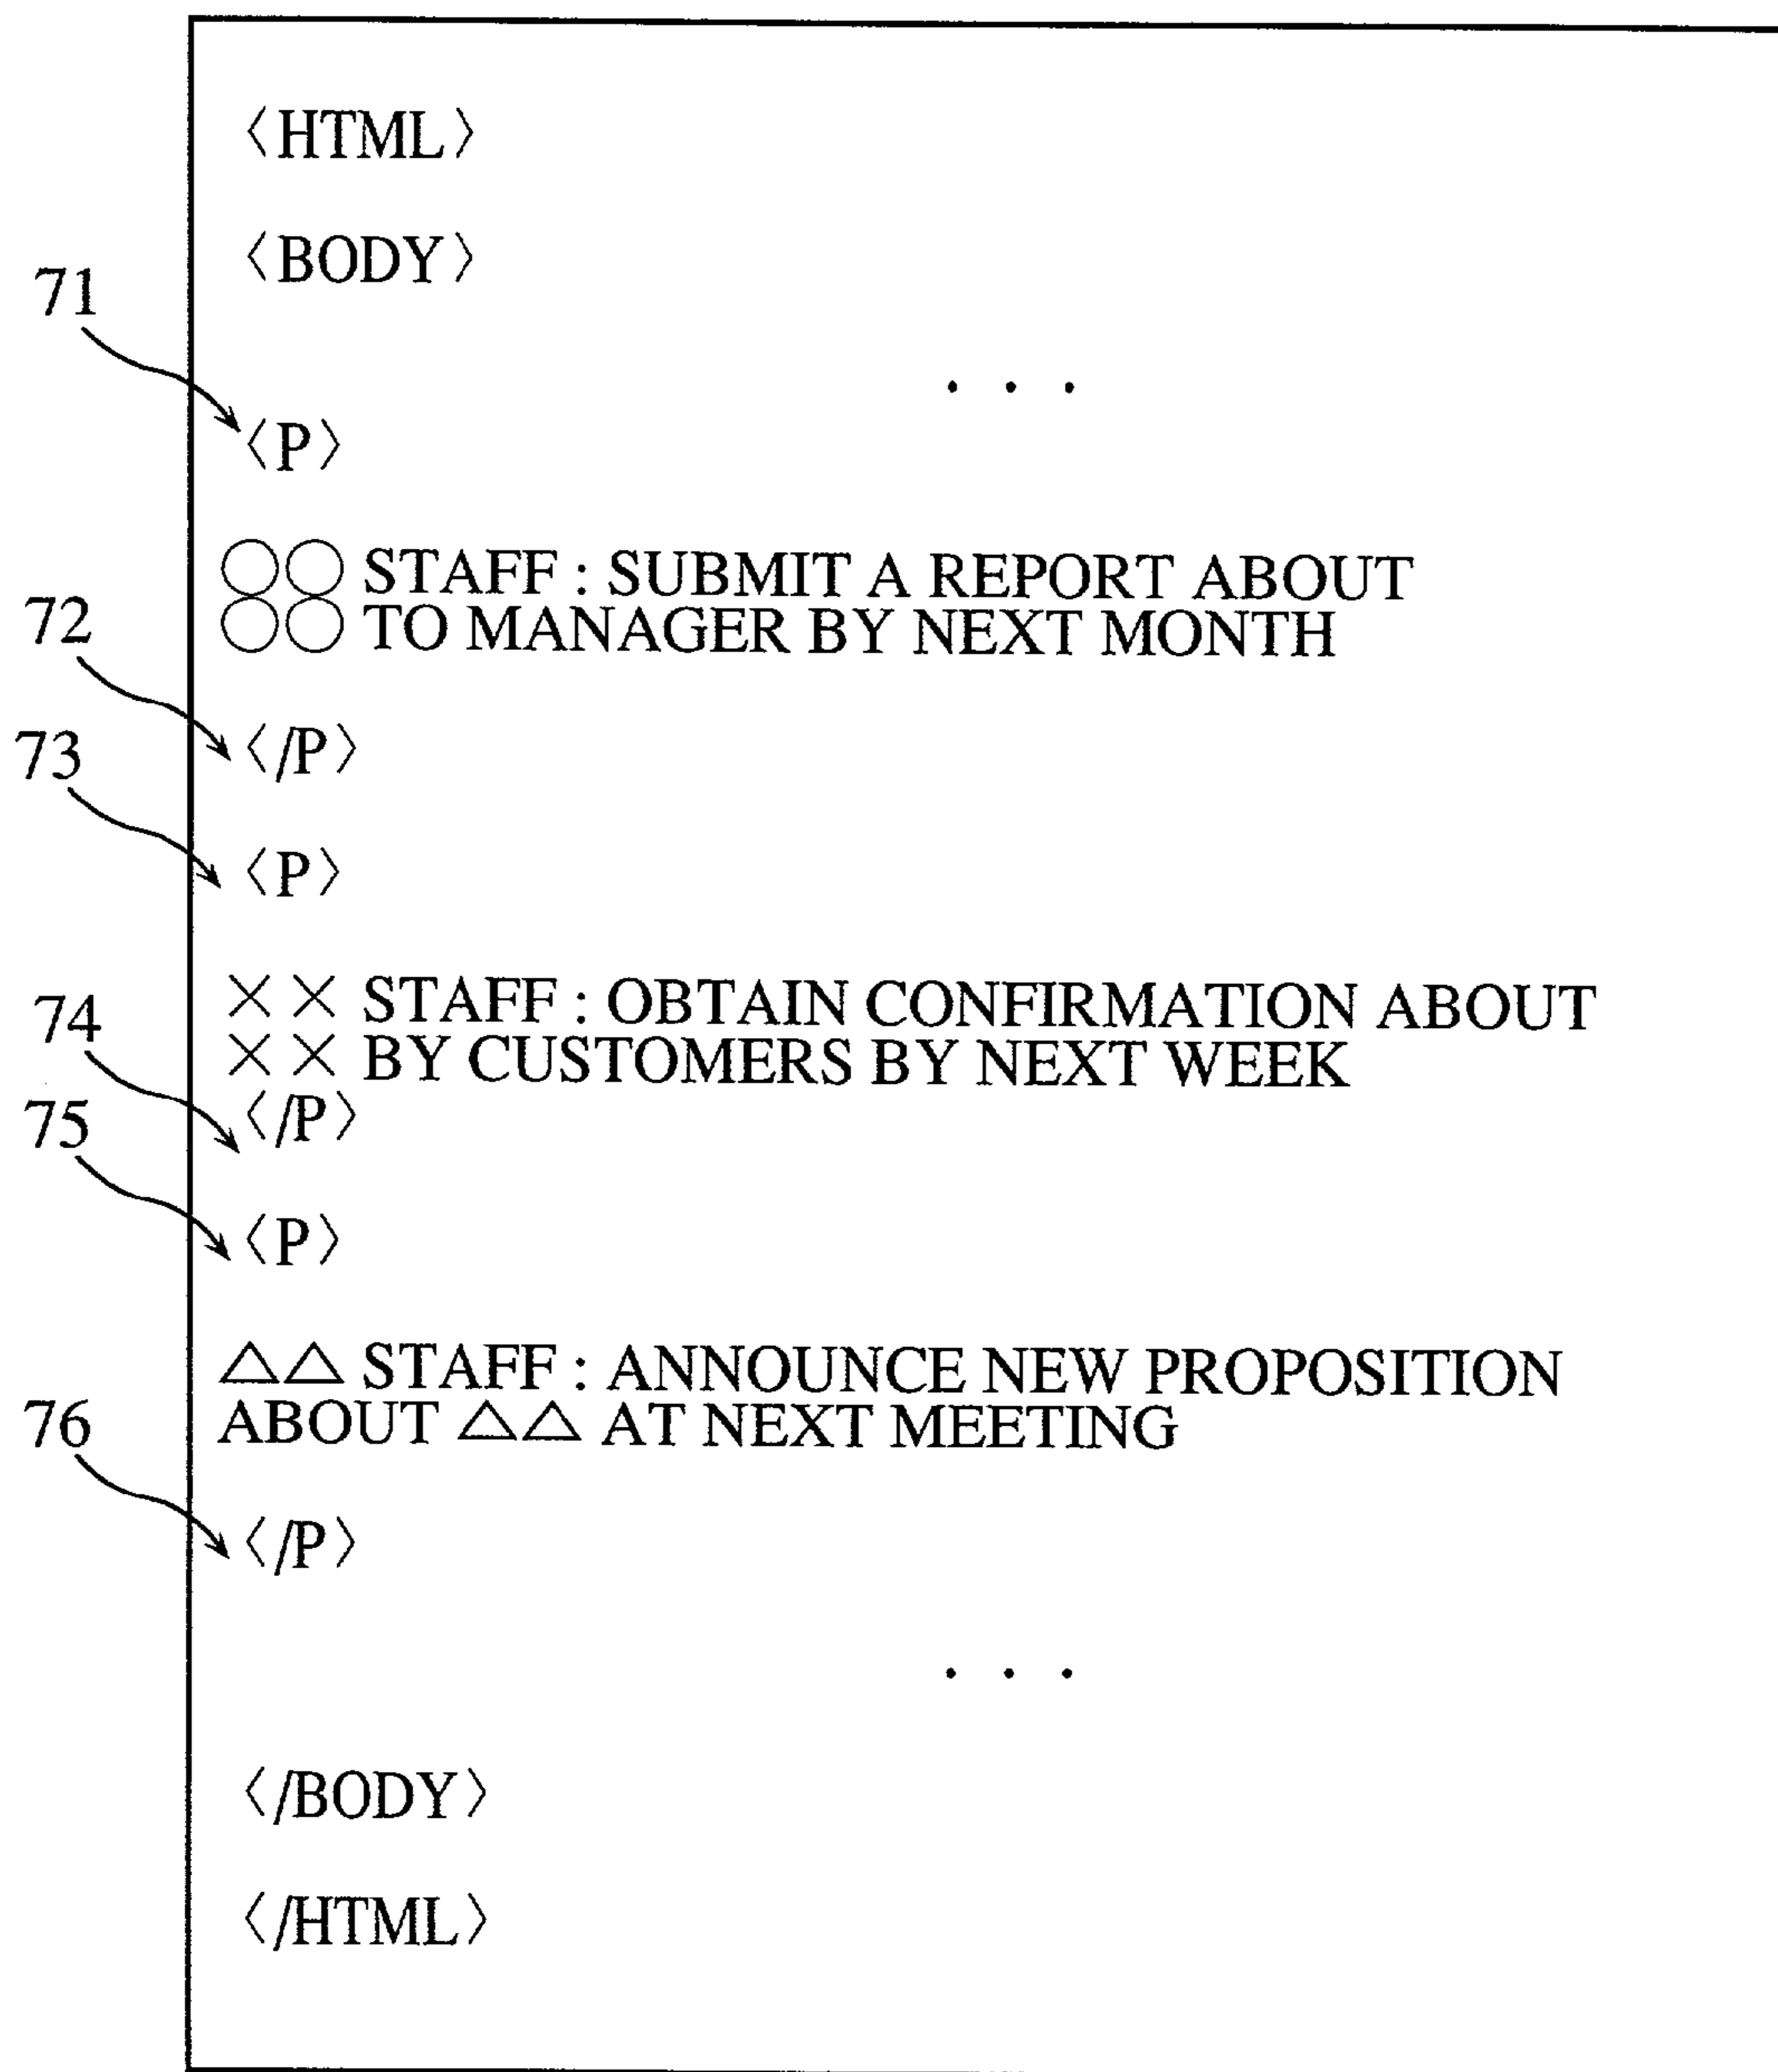 〈HTML〉
〈BODY〉
71
. . .
〈P〉
○○ STAFF : SUBMIT A REPORT ABOUT
72
○○ TO MANAGER BY NEXT MONTH
〈/P〉
73
〈P〉
×× STAFF : OBTAIN CONFIRMATION ABOUT
74
×× BY CUSTOMERS BY NEXT WEEK
〈/P〉
75
〈P〉
△△ STAFF : ANNOUNCE NEW PROPOSITION
76
ABOUT △△ AT NEXT MEETING
〈/P〉
. . .
〈/BODY〉
〈/HTML〉